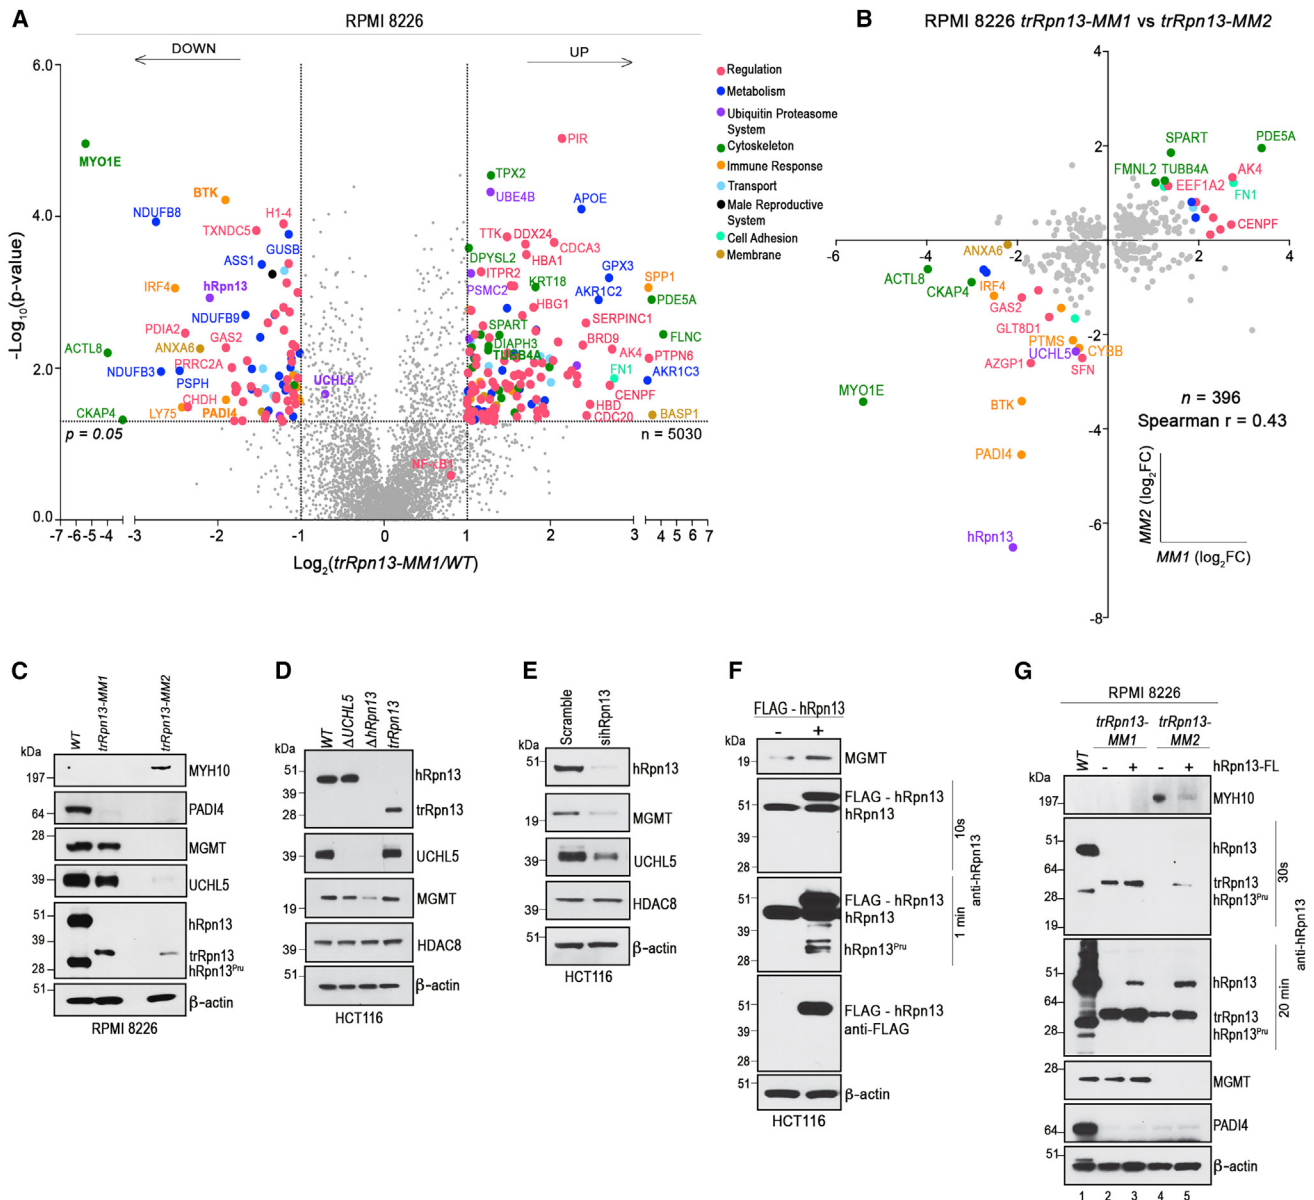 A
RPMI 8226
DOWN
UP
6.0
4.0
2.0
0.0
-Log10(p-value)
MYO1E
BTK
NDUFB8
TXNDC5
H1-4
GUSB
ASS1
IRF4
hRpn13
NDUFB9
PDIA2
GAS2
ACTL8
ANXA6
PRRC2A
NDUFB3
PSPH
CHDH
CKAP4
LY75
PADI4
UCHL5
NF-κB1
PIR
TPX2
UBE4B
APOE
TTK
DDX24
CDCA3
DPYSL2
HBA1
ITPR2
PSMC2
KRT18
GPX3
SPP1
AKR1C2
PDE5A
HBG1
SERPINC1
SPART
FLNC
DIAPH3
BRD9
TUBB4A
AK4
PTPN6
FN1
AKR1C3
CENPF
HBD
CDC20
BASP1
p = 0.05
n = 5030
-7 -6 -5 -4 -3 -2 -1 0 1 2 3 4 5 6 7
Log2(trRpn13-MM1/WT)
Regulation
Metabolism
Ubiquitin Proteasome
System
Cytoskeleton
Immune Response
Transport
Male Reproductive
System
Cell Adhesion
Membrane
B
RPMI 8226 trRpn13-MM1 vs trRpn13-MM2
4
2
-2
-4
-6
-8
-6 -4 -2 2 4
SPART
PDE5A
FMNL2
TUBB4A
AK4
EEF1A2
FN1
CENPF
ANXA6
ACTL8
CKAP4
IRF4
GAS2
GLT8D1
PTMS
UCHL5
CYBB
AZGP1
SFN
MYO1E
BTK
PADI4
hRpn13
n = 396
Spearman r = 0.43
MM2 (log2FC)
MM1 (log2FC)
C
WT
trRpn13-MM1
trRpn13-MM2
kDa
197
MYH10
64
PADI4
28
MGMT
39
UCHL5
51
39
28
hRpn13
trRpn13
hRpn13Pru
51
β-actin
RPMI 8226
D
WT
ΔUCHL5
ΔhRpn13
trRpn13
kDa
51
39
28
hRpn13
trRpn13
39
UCHL5
19
MGMT
39
HDAC8
51
β-actin
HCT116
E
Scramble
sihRpn13
kDa
51
hRpn13
19
MGMT
39
UCHL5
39
HDAC8
51
β-actin
HCT116
F
FLAG - hRpn13
- +
kDa
19
MGMT
51
39
28
FLAG - hRpn13
hRpn13
10s
51
39
28
FLAG - hRpn13
hRpn13
hRpn13Pru
1 min
anti-hRpn13
51
39
28
FLAG - hRpn13
anti-FLAG
51
β-actin
HCT116
G
RPMI 8226
trRpn13-
MM1
trRpn13-
MM2
WT
- + - +
hRpn13-FL
kDa
197
MYH10
51
64
28
19
hRpn13
trRpn13
hRpn13Pru
30s
51
64
28
hRpn13
trRpn13
hRpn13Pru
20 min
anti-hRpn13
28
MGMT
64
PADI4
51
β-actin
1 2 3 4 5